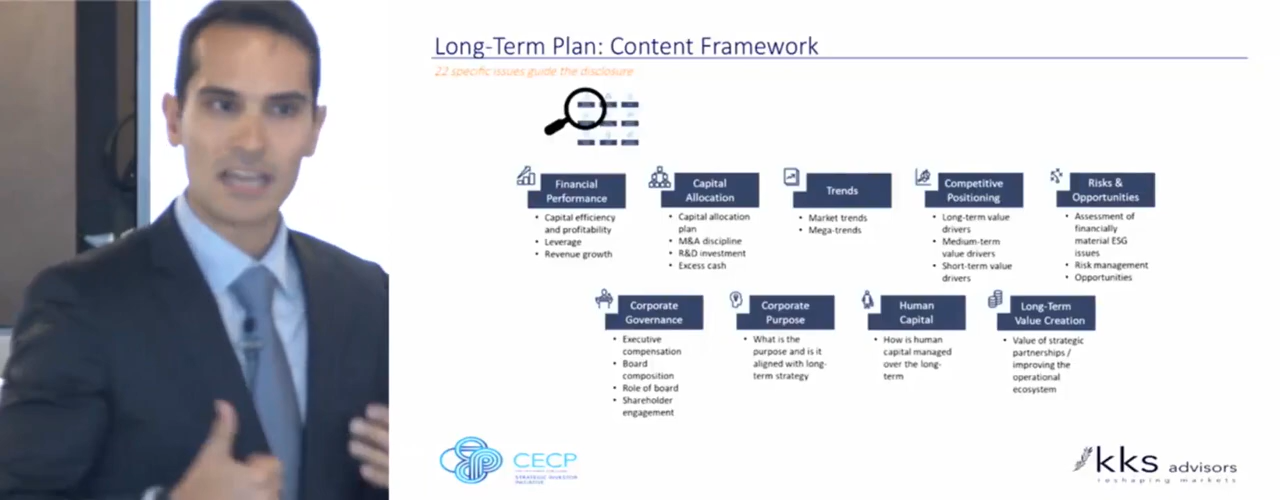 Long-Term Plan: Content Framework
22 specific issues guide the disclosure
Financial
Performance
• Capital efficiency
and profitability
• Leverage
• Revenue growth
Capital
Allocation
• Capital allocation
plan
• M&A discipline
• R&D investment
• Excess cash
Trends
• Market trends
• Mega-trends
Competitive
Positioning
• Long-term value
drivers
• Medium-term
value drivers
• Short-term value
drivers
Risks &
Opportunities
• Assessment of
financially
material ESG
issues
• Risk management
• Opportunities
Corporate
Governance
• Executive
compensation
• Board
composition
• Role of board
• Shareholder
engagement
Corporate
Purpose
• What is the
purpose and is it
aligned with long-
term strategy
Human
Capital
• How is human
capital managed
over the long-
term
Long-Term
Value Creation
• Value of strategic
partnerships /
improving the
operational
ecosystem
CECP
STRATEGIC INVESTOR
INITIATIVE
kks advisors
reshaping markets